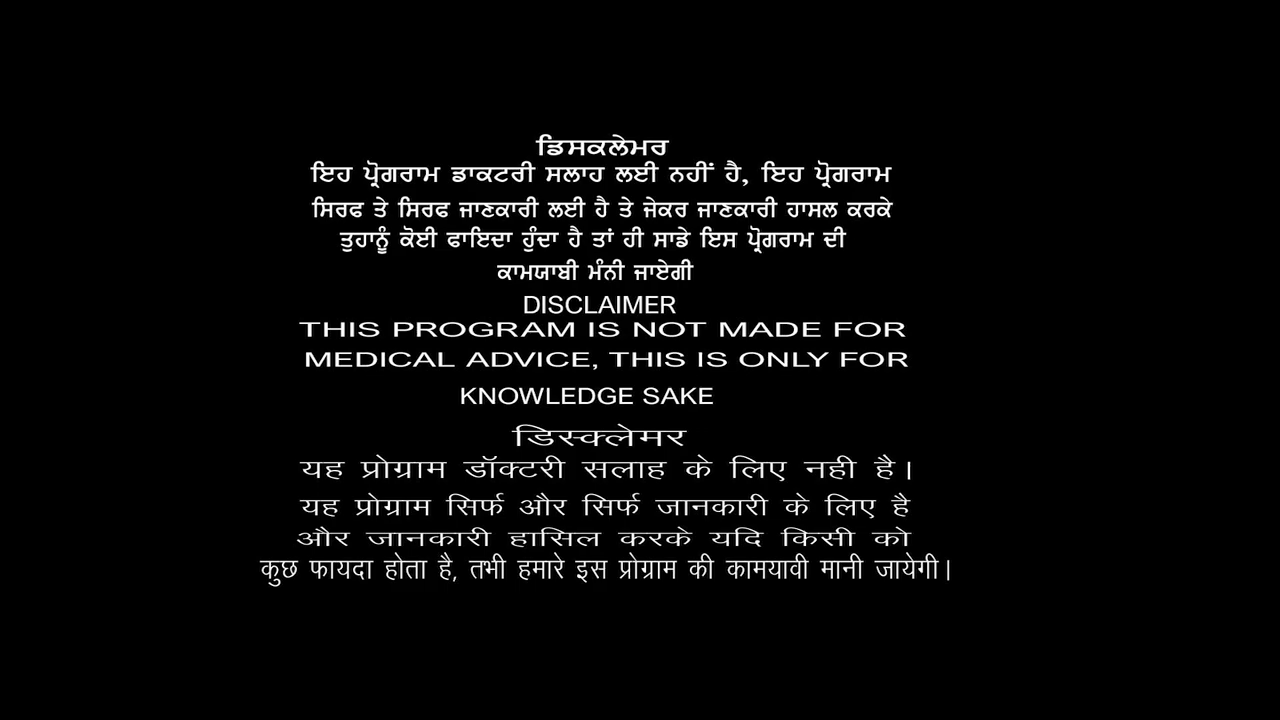 ਡਿਸਕਲੇਮਰ
ਇਹ ਪ੍ਰੋਗਰਾਮ ਡਾਕਟਰੀ ਸਲਾਹ ਲਈ ਨਹੀਂ ਹੈ, ਇਹ ਪ੍ਰੋਗਰਾਮ
ਸਿਰਫ ਤੇ ਸਿਰਫ ਜਾਣਕਾਰੀ ਲਈ ਹੈ ਤੇ ਜੇਕਰ ਜਾਣਕਾਰੀ ਹਾਸਲ ਕਰਕੇ
ਤੁਹਾਨੂੰ ਕੋਈ ਫਾਇਦਾ ਹੁੰਦਾ ਹੈ ਤਾਂ ਹੀ ਸਾਡੇ ਇਸ ਪ੍ਰੋਗਰਾਮ ਦੀ
ਕਾਮਯਾਬੀ ਮੰਨੀ ਜਾਏਗੀ
DISCLAIMER
THIS PROGRAM IS NOT MADE FOR
MEDICAL ADVICE, THIS IS ONLY FOR
KNOWLEDGE SAKE
डिस्क्लेमर
यह प्रोग्राम डॉक्टरी सलाह के लिए नही है।
यह प्रोग्राम सिर्फ और सिर्फ जानकारी के लिए है
और जानकारी हासिल करके यदि किसी को
कुछ फायदा होता है, तभी हमारे इस प्रोग्राम की कामयावी मानी जायेगी।